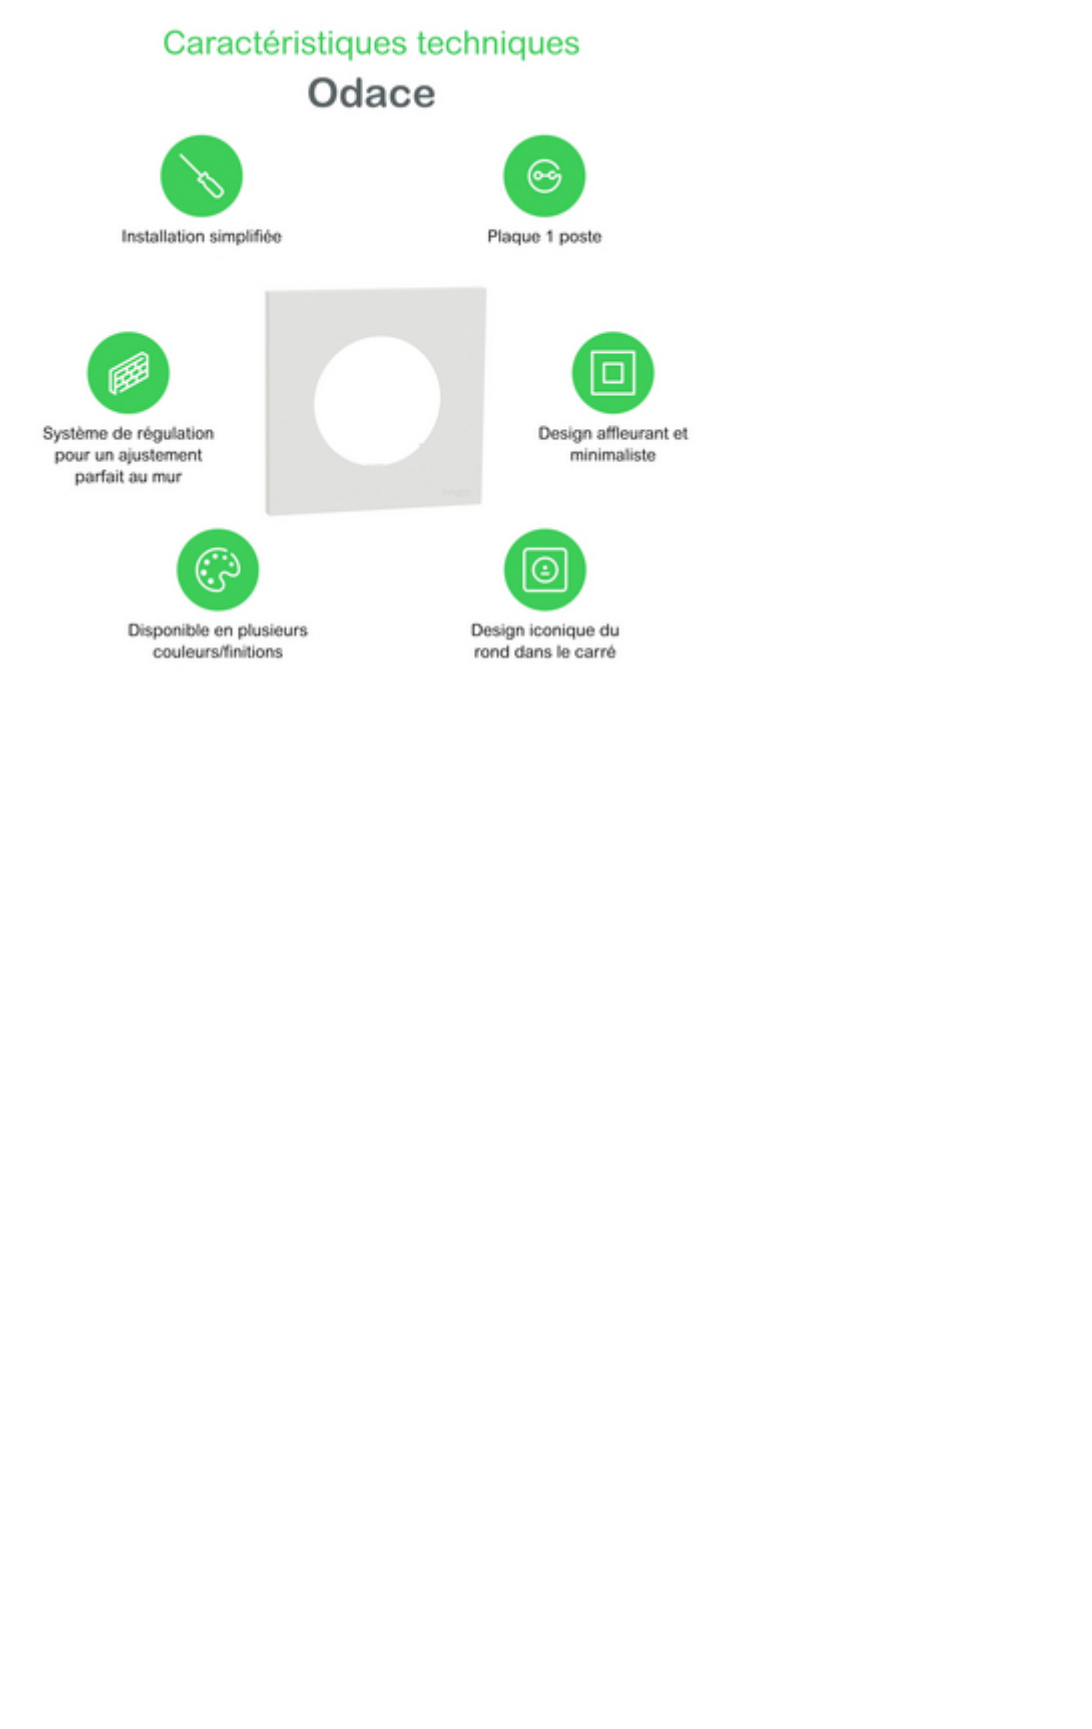 Caractéristiques techniques
Odace
Installation simplifiée
Plaque 1 poste
Système de régulation
pour un ajustement
parfait au mur
Design affleurant et
minimaliste
Disponible en plusieurs
couleurs/finitions
Design iconique du
rond dans le carré